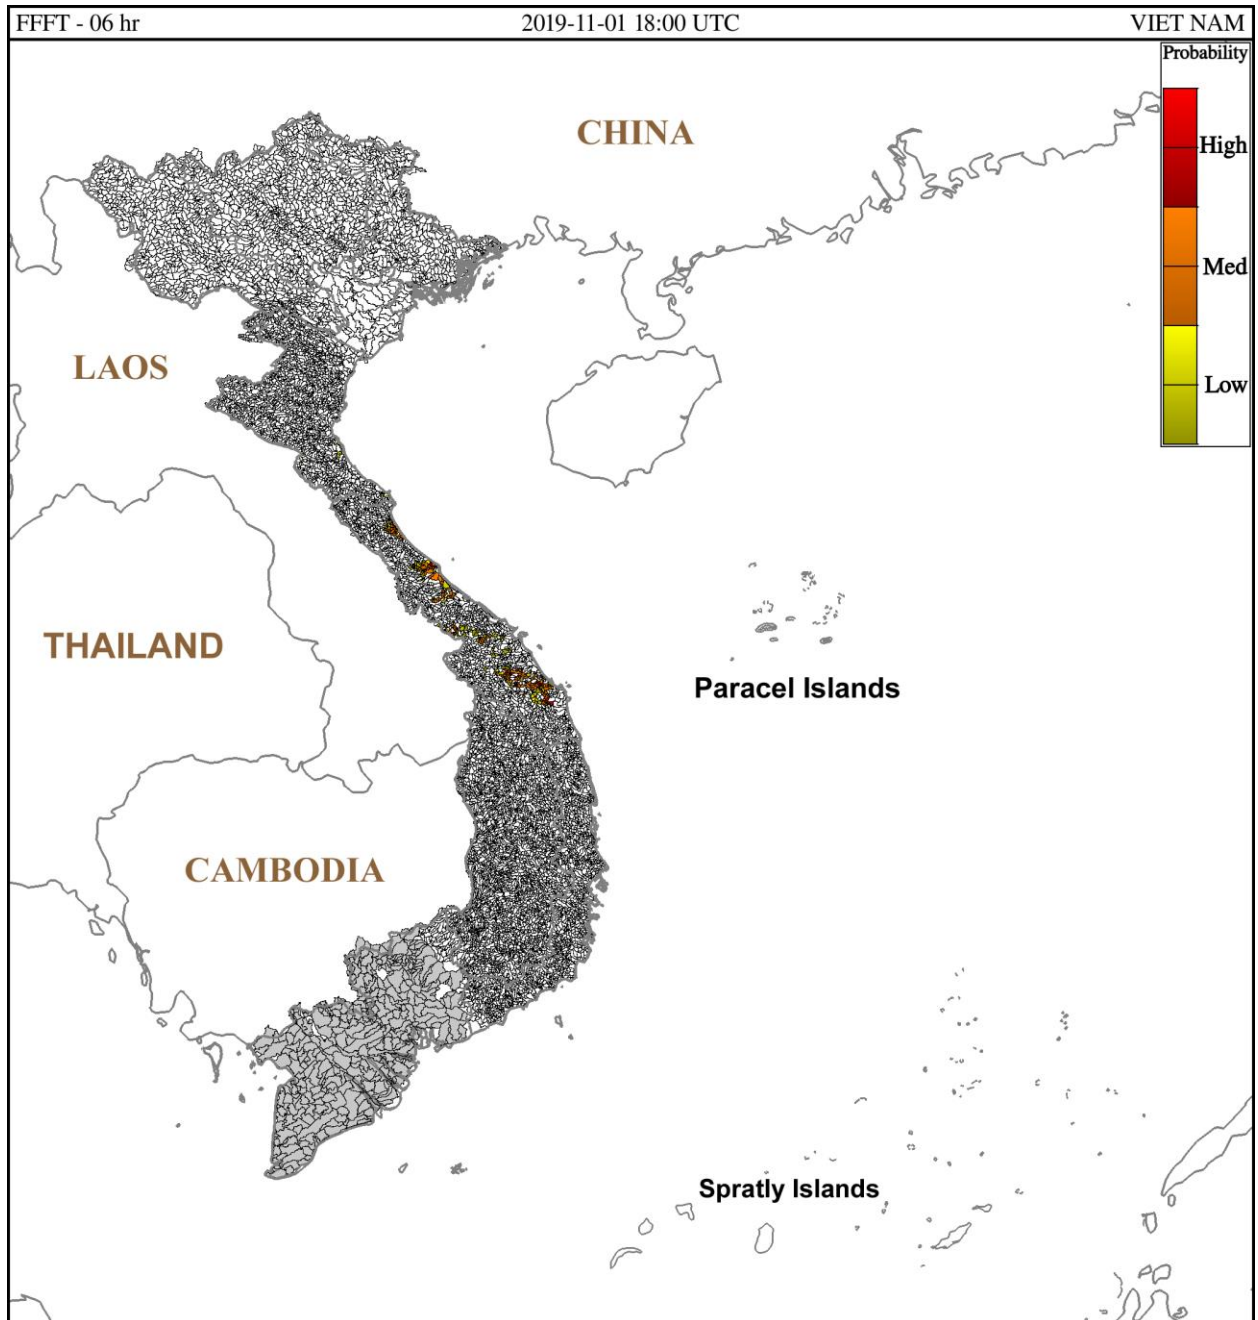 FFFT - 06 hr 2019-11-01 18:00 UTC VIET NAM
Probability
CHINA
High
Med
LAOS
Low
THAILAND
Paracel Islands
CAMBODIA
Spratly Islands